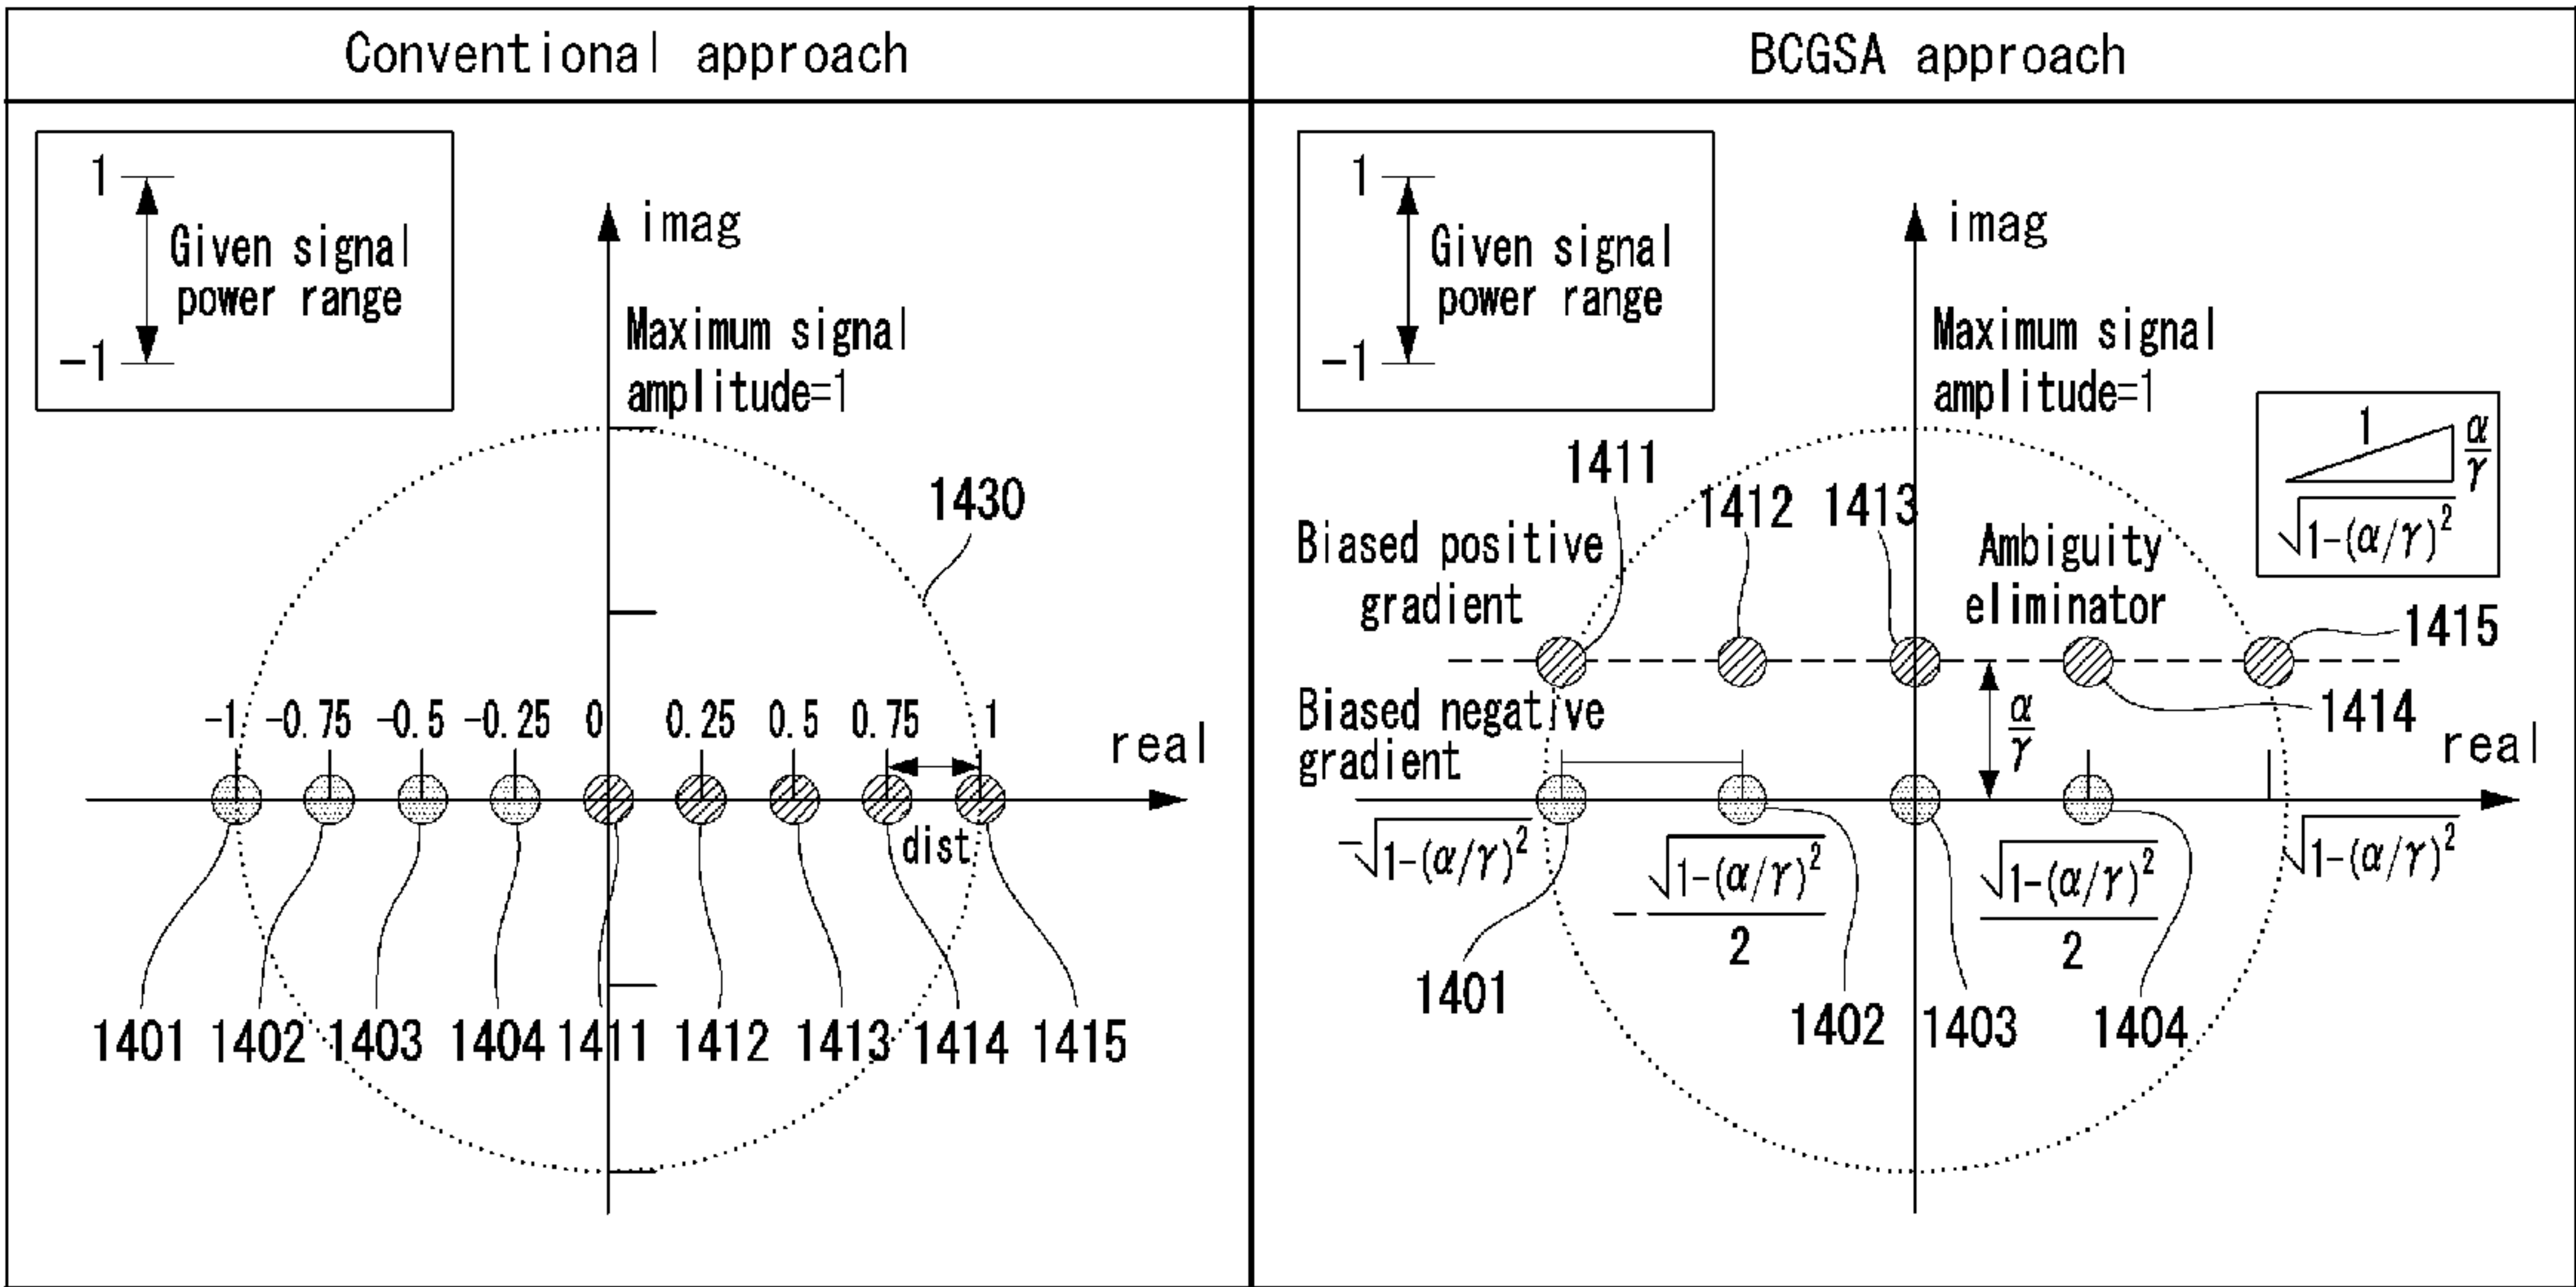 Conventional approach
1
Given signal
power range
-1
imag
Maximum signal
amplitude=1
1430
-1 -0.75 -0.5 -0.25 0 0.25 0.5 0.75 1
real
dist
1401 1402 1403 1404 1411 1412 1413 1414 1415
BCGSA approach
1
Given signal
power range
-1
imag
Maximum signal
amplitude=1
1
α/γ
√1-(α/γ)²
1411
1412 1413
Biased positive
gradient
Ambiguity
eliminator
1415
Biased negative
gradient
α/γ
1414
real
-√1-(α/γ)²
-√1-(α/γ)²/2
√1-(α/γ)²/2
√1-(α/γ)²
1401
1402 1403 1404